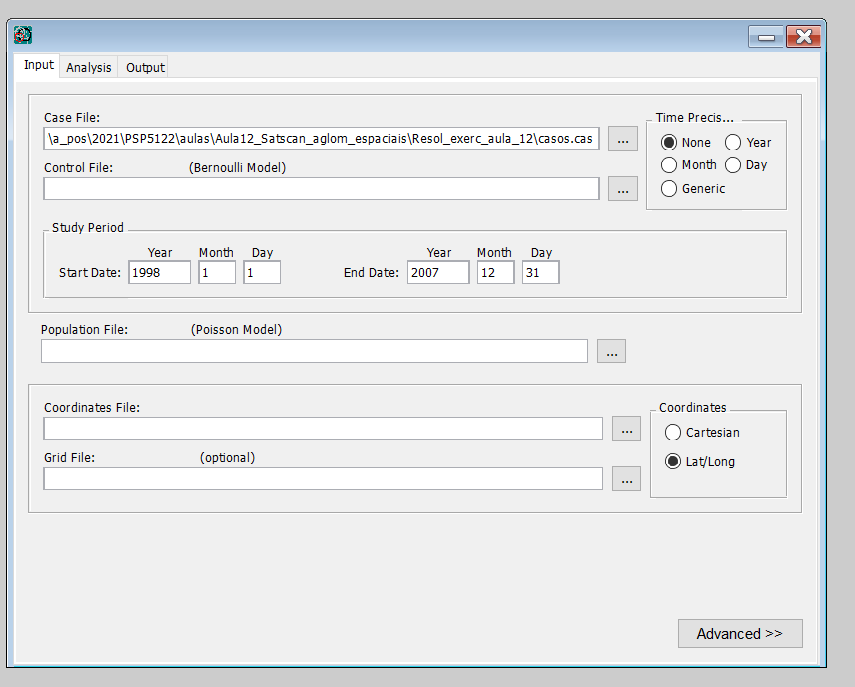 Input Analysis Output
Case File:
\a_pos\2021\PSP5122\aulas\Aula12_Satscan_aglom_espaciais\Resol_exerc_aula_12\casos.cas
...
Time Precis...
None Year
Month Day
Generic
Control File: (Bernoulli Model)
...
Study Period
Year Month Day Year Month Day
Start Date: 1998 1 1 End Date: 2007 12 31
Population File: (Poisson Model)
...
Coordinates File:
...
Coordinates
Cartesian
Lat/Long
Grid File: (optional)
...
Advanced >>